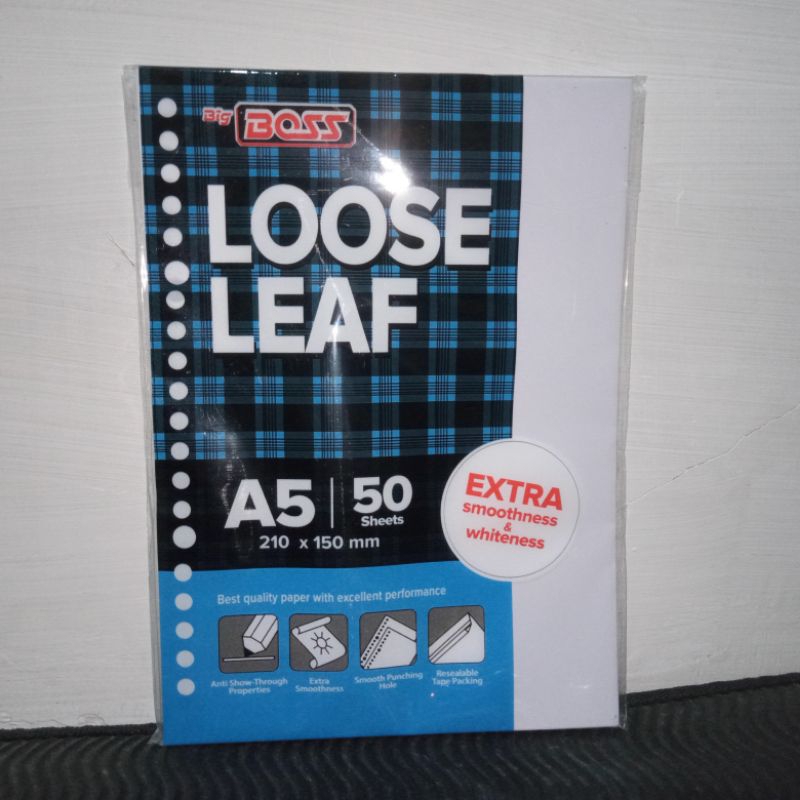 Big BOSS
LOOSE
LEAF
A5
50
Sheets
210 x 150 mm
EXTRA
smoothness
&
whiteness
Best quality paper with excellent performance
Anti Show-Through
Properties
Extra
Smoothness
Smooth Punching
Hole
Resealable
Tape Packing